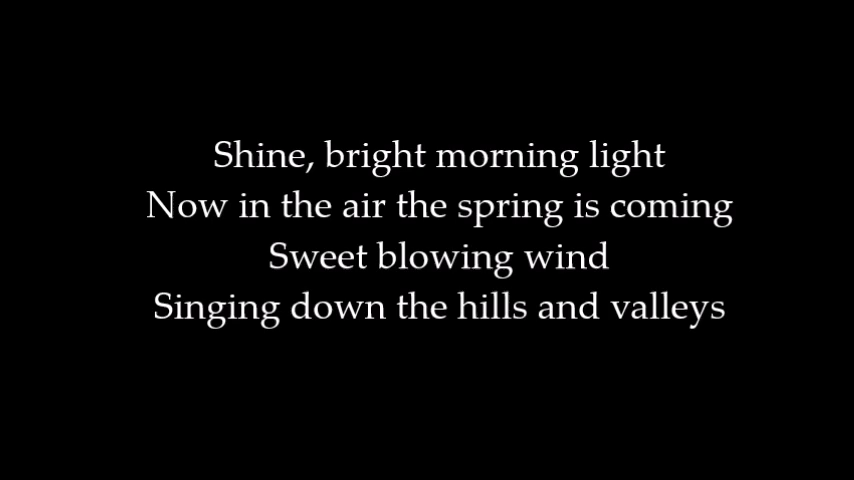 Shine, bright morning light
Now in the air the spring is coming
Sweet blowing wind
Singing down the hills and valleys